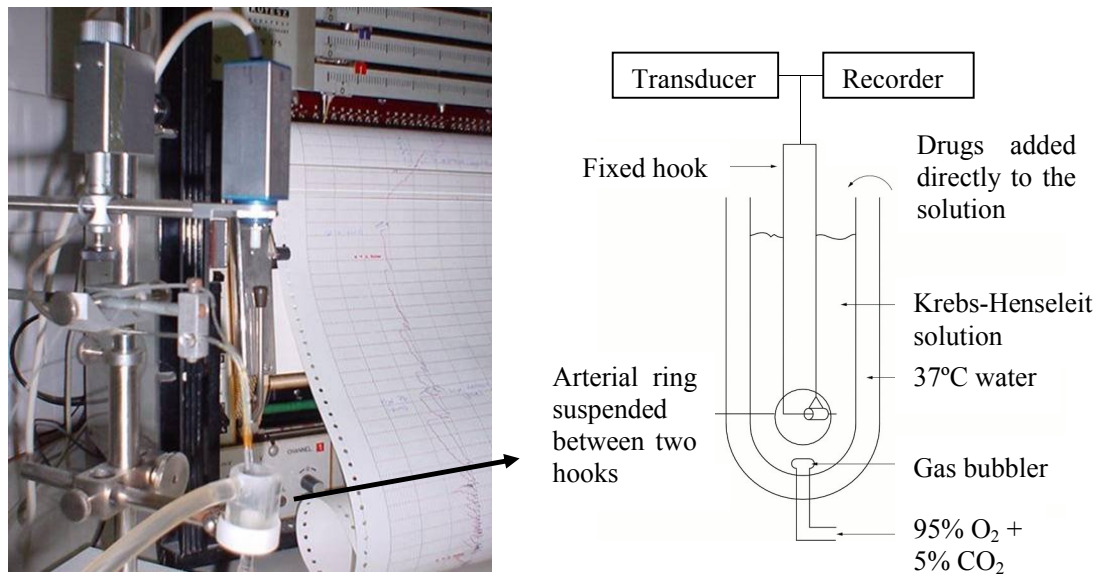 Transducer
Recorder
Fixed hook
Drugs added
directly to the
solution
Krebs-Henseleit
solution
37ºC water
Arterial ring
suspended
between two
hooks
Gas bubbler
95% O₂ +
5% CO₂
CHANNEL 1